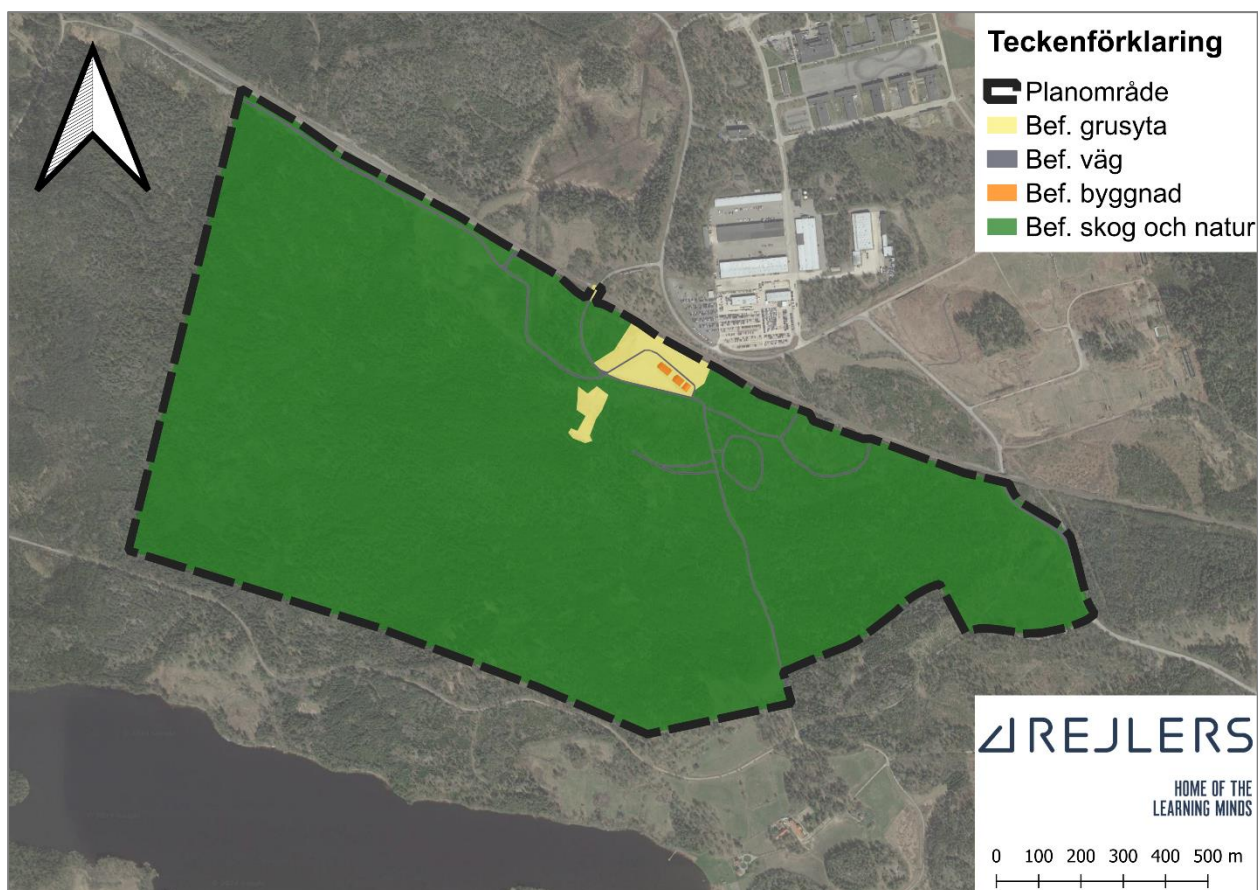 Teckenförklaring
Planområde
Bef. grusyta
Bef. väg
Bef. byggnad
Bef. skog och natur
REJLERS
HOME OF THE
LEARNING MINDS
0 100 200 300 400 500 m